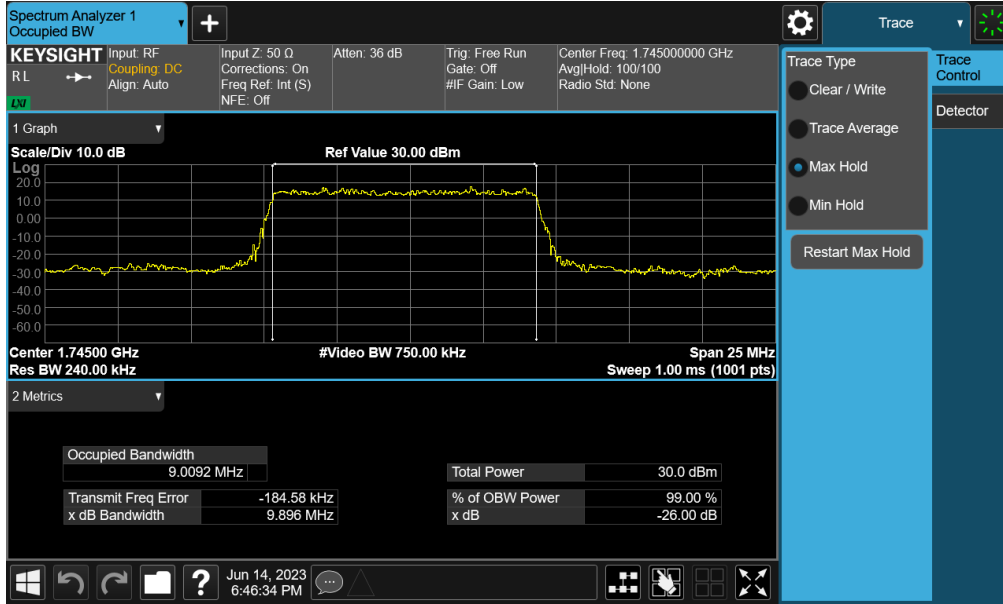 Spectrum Analyzer 1
Occupied BW
+
Trace
KEYSIGHT
R L
LXI
Input: RF
Coupling: DC
Align: Auto
Input Z: 50 Ω
Corrections: On
Freq Ref: Int (S)
NFE: Off
Atten: 36 dB
Trig: Free Run
Gate: Off
#IF Gain: Low
Center Freq: 1.745000000 GHz
Avg|Hold: 100/100
Radio Std: None
Trace Type
Clear / Write
Trace Average
Max Hold
Min Hold
Restart Max Hold
Trace
Control
Detector
1 Graph
Scale/Div 10.0 dB
Ref Value 30.00 dBm
Log
20.0
10.0
0.00
-10.0
-20.0
-30.0
-40.0
-50.0
-60.0
Center 1.74500 GHz
#Video BW 750.00 kHz
Span 25 MHz
Res BW 240.00 kHz
Sweep 1.00 ms (1001 pts)
2 Metrics
Occupied Bandwidth
9.0092 MHz
Total Power 30.0 dBm
Transmit Freq Error -184.58 kHz
% of OBW Power 99.00 %
x dB Bandwidth 9.896 MHz
x dB -26.00 dB
?
Jun 14, 2023
6:46:34 PM